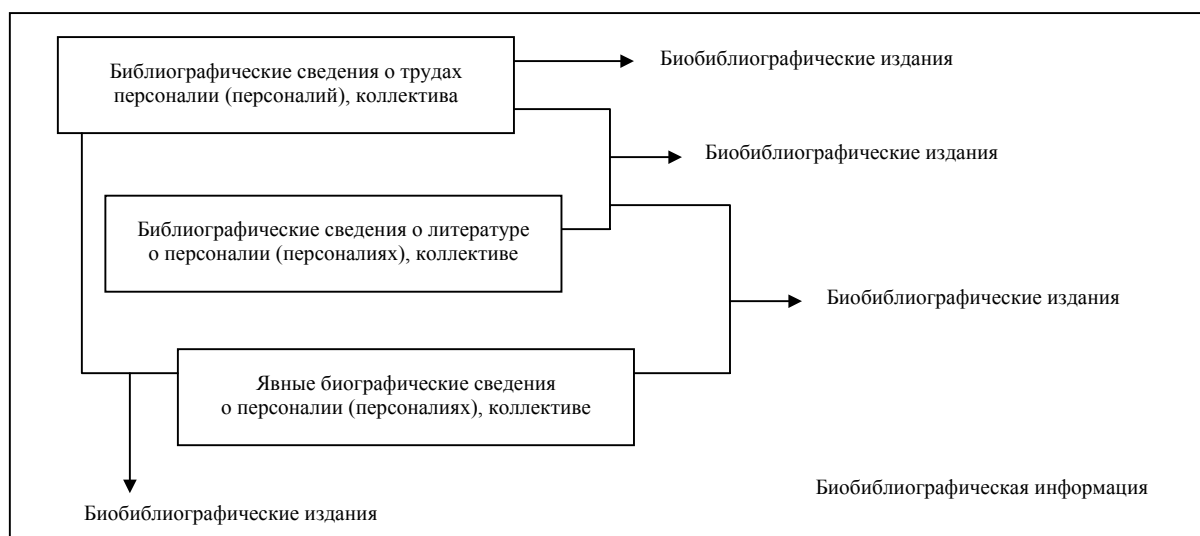 Библиографические сведения о трудах
персоналии (персоналий), коллектива
Биобиблиографические издания
Биобиблиографические издания
Библиографические сведения о литературе
о персоналии (персоналиях), коллективе
Биобиблиографические издания
Явные биографические сведения
о персоналии (персоналиях), коллективе
Биобиблиографическая информация
Биобиблиографические издания